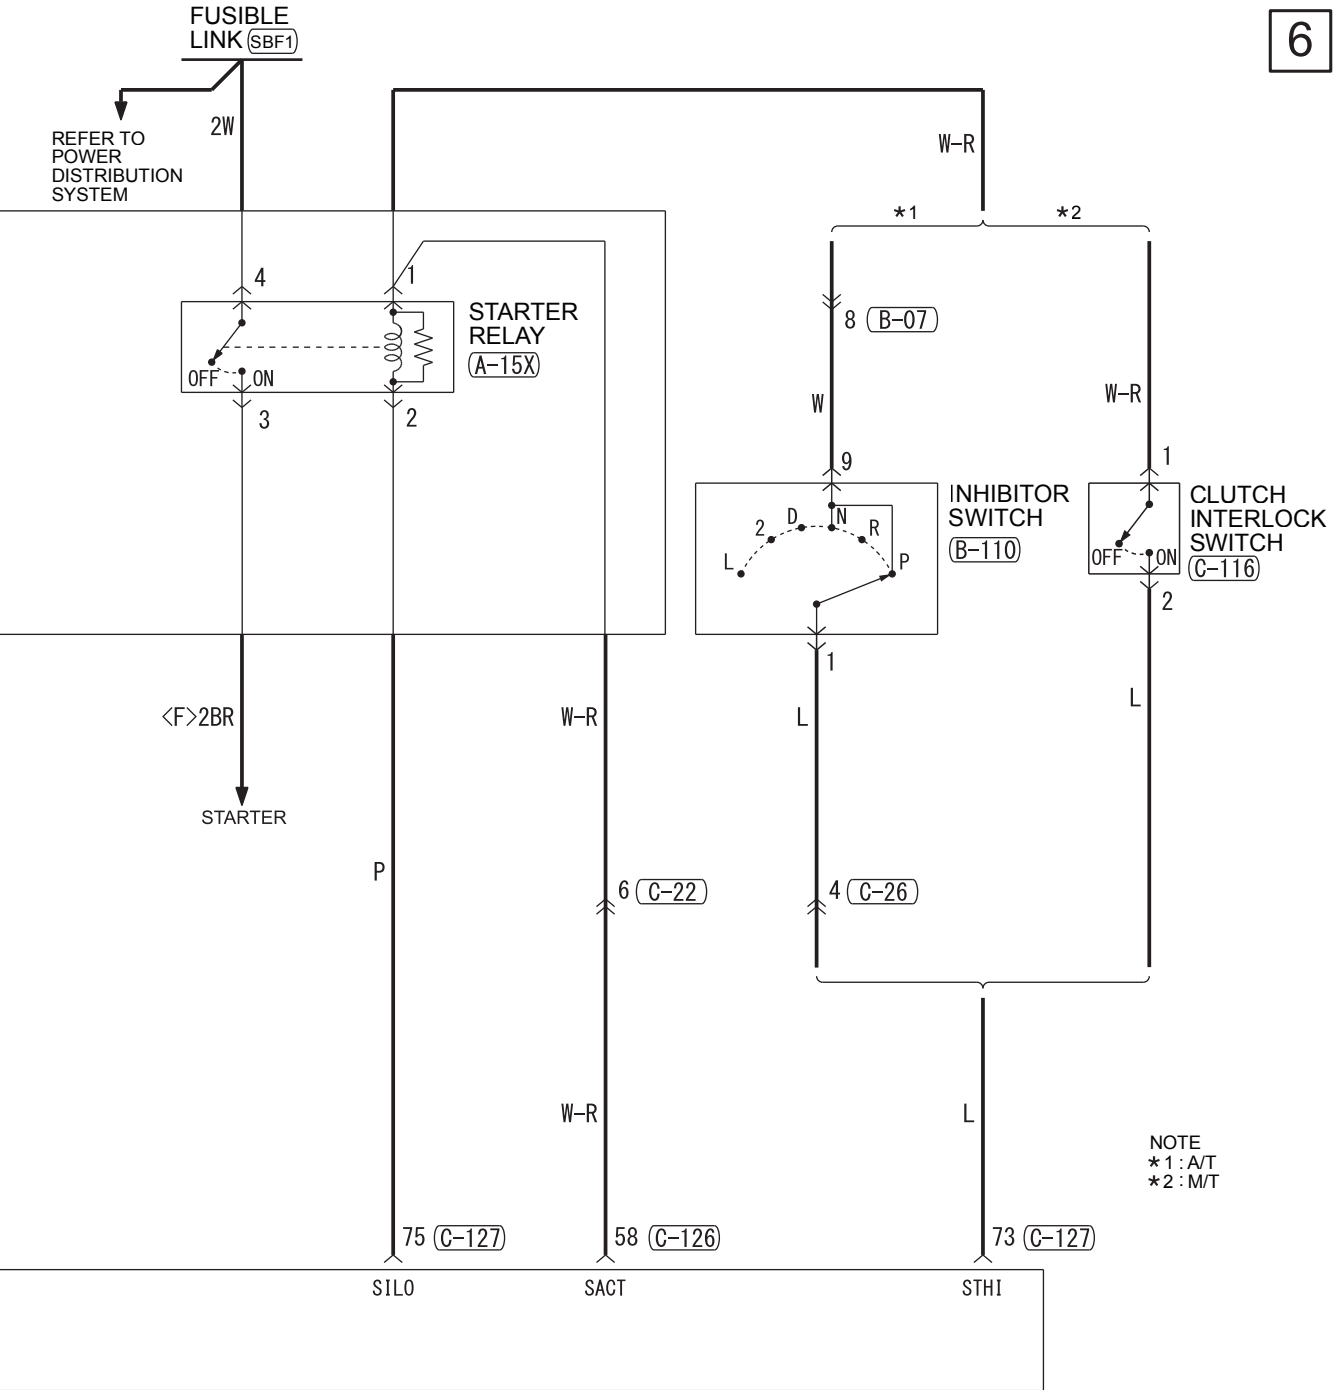 FUSIBLE
LINK SBF1
6
2W
REFER TO
POWER
DISTRIBUTION
SYSTEM
W-R
*1
*2
4
1
STARTER
RELAY
A-15X
OFF
ON
3
2
8 B-07
W
W-R
9
1
INHIBITOR
SWITCH
B-110
L
2
D
N
R
P
CLUTCH
INTERLOCK
SWITCH
C-116
OFF
ON
2
1
<F>2BR
W-R
L
L
STARTER
P
6 C-22
4 C-26
W-R
L
NOTE
*1 : A/T
*2 : M/T
75 C-127
58 C-126
73 C-127
SILO
SACT
STHI